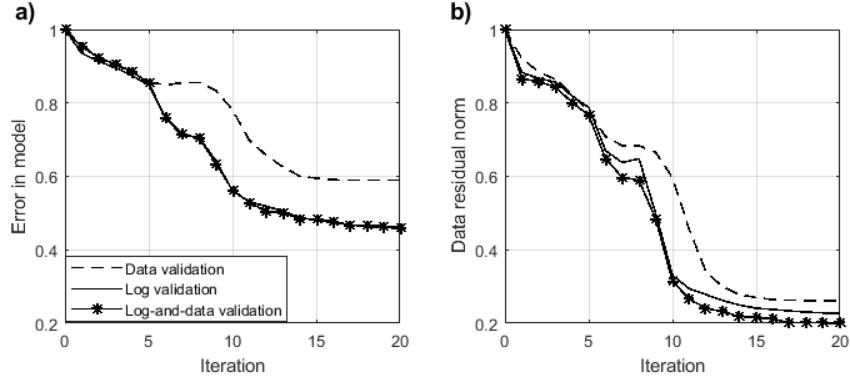 a)
Error in model
1
0.8
0.6
0.4
0.2
0 5 10 15 20
Iteration
Data validation
Log validation
Log-and-data validation
b)
Data residual norm
1
0.8
0.6
0.4
0.2
0 5 10 15 20
Iteration